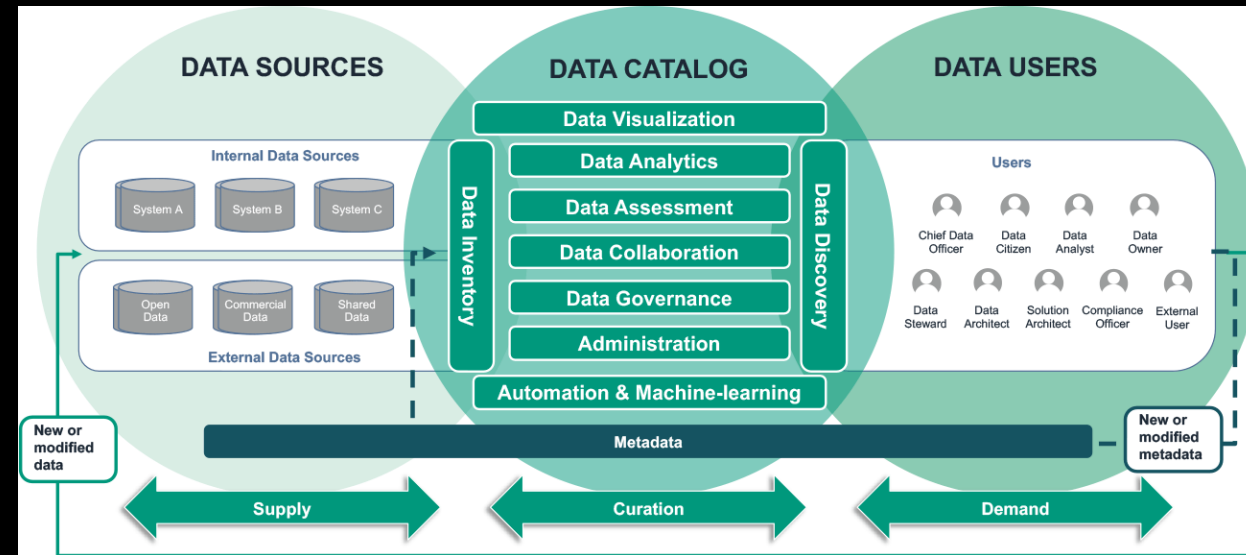 DATA SOURCES
DATA CATALOG
DATA USERS
Internal Data Sources
System A
System B
System C
Open
Data
Commercial
Data
Shared
Data
External Data Sources
Data Inventory
Data Visualization
Data Analytics
Data Assessment
Data Collaboration
Data Governance
Administration
Automation & Machine-learning
Data Discovery
Users
Chief Data
Officer
Data
Citizen
Data
Analyst
Data
Owner
Data
Steward
Data
Architect
Solution
Architect
Compliance
Officer
External
User
New or
modified
data
Metadata
New or
modified
metadata
Supply
Curation
Demand